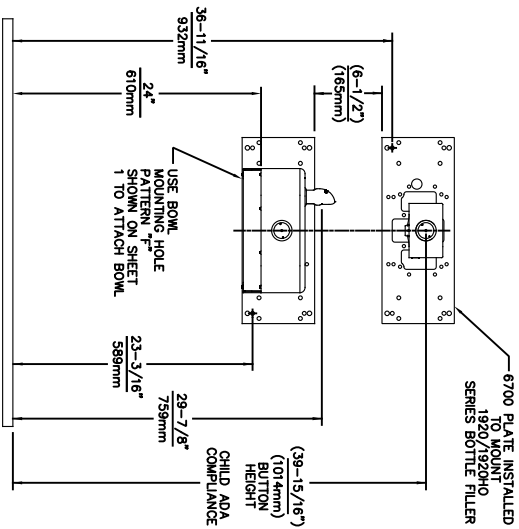 6700 PLATE INSTALLED
TO MOUNT
1920/1920HO
SERIES BOTTLE FILLER
(39-15/16")
(1014mm)
BUTTON
HEIGHT
CHILD ADA
COMPLIANCE
29-7/8"
759mm
23-3/16"
589mm
USE BOWL
MOUNTING HOLE
PATTERN "F"
SHOWN ON SHEET
1 TO ATTACH BOWL
(6-1/2")
(165mm)
24"
610mm
36-11/16"
932mm